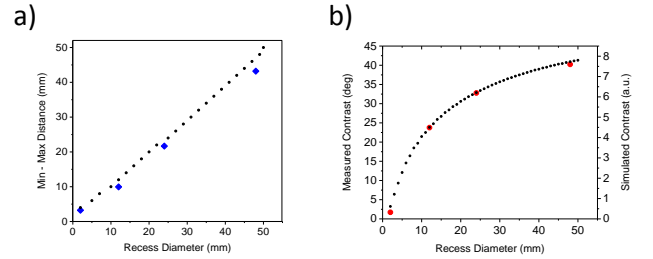 a)
50
40
30
20
10
0
Min - Max Distance (mm)
0 10 20 30 40 50
Recess Diameter (mm)
b)
45
40
35
30
25
20
15
10
5
0
Measured Contrast (deg)
8
7
6
5
4
3
2
1
0
Simulated Contrast (a.u.)
0 10 20 30 40 50
Recess Diameter (mm)